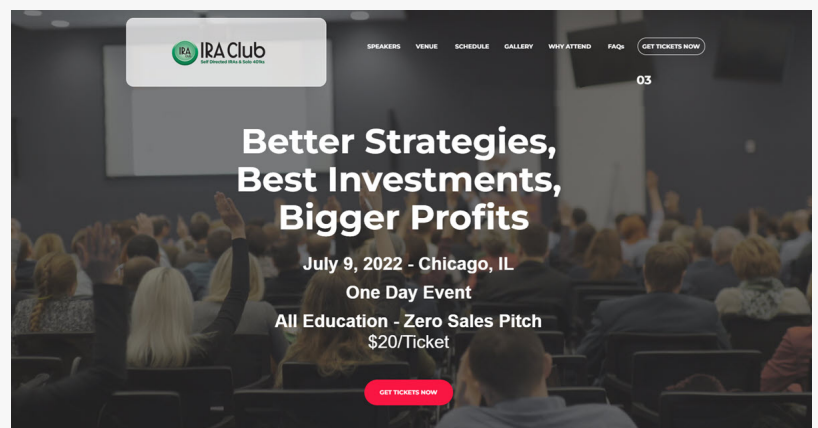 IRA
IRA Club
Self Directed IRAs & Solo 401ks
SPEAKERS VENUE SCHEDULE GALLERY WHY ATTEND FAQs GET TICKETS NOW
03
Better Strategies,
Best Investments,
Bigger Profits
July 9, 2022 - Chicago, IL
One Day Event
All Education - Zero Sales Pitch
$20/Ticket
GET TICKETS NOW